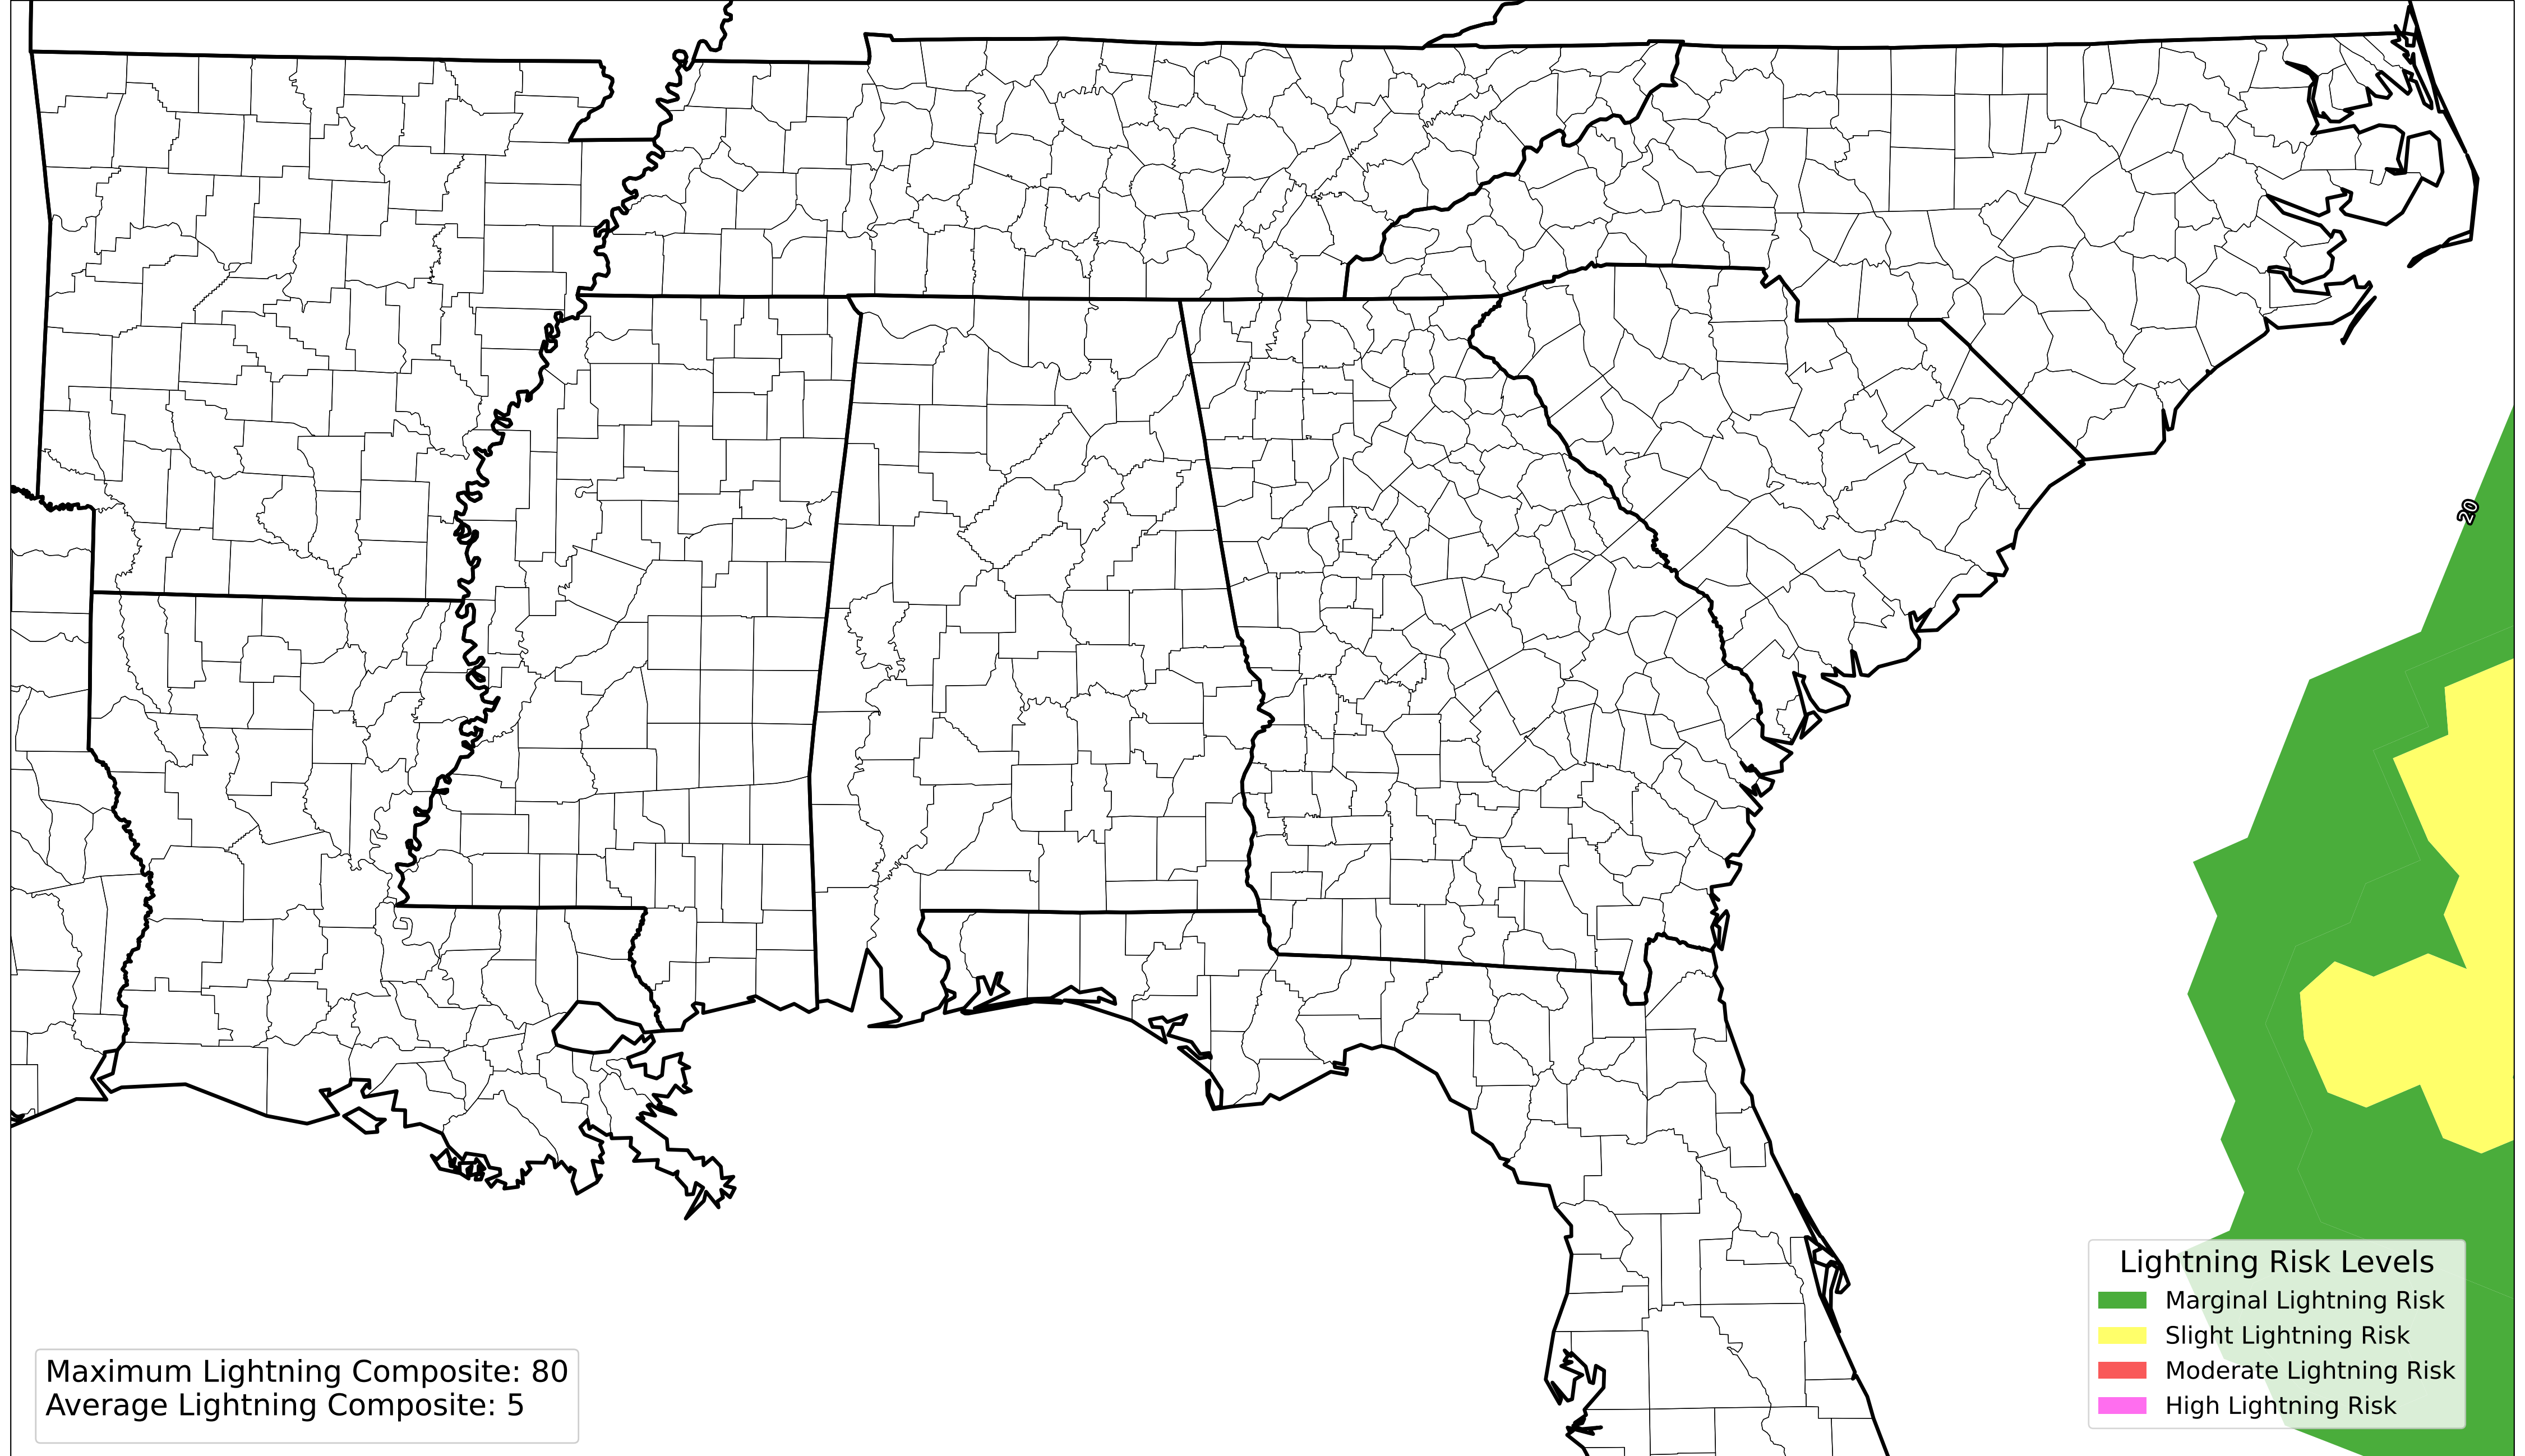 20
Lightning Risk Levels
Marginal Lightning Risk
Slight Lightning Risk
Moderate Lightning Risk
High Lightning Risk
Maximum Lightning Composite: 80
Average Lightning Composite: 5